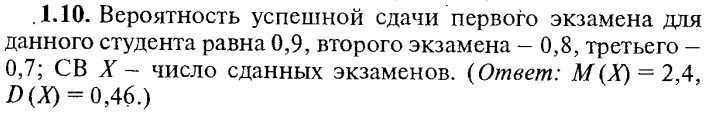 1.10. Вероятность успешной сдачи первого экзамена для
данного студента равна 0,9, второго экзамена – 0,8, третьего –
0,7; СВ X – число сданных экзаменов. (Ответ: M (X) = 2,4,
D (X) = 0,46.)